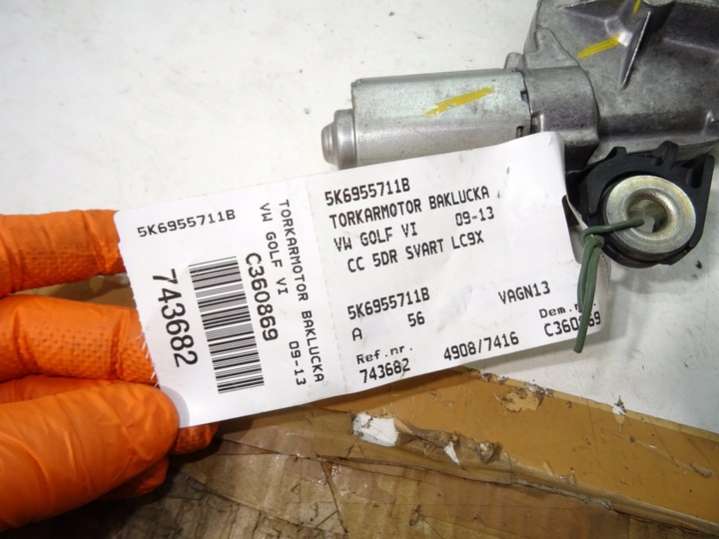 5K6955711B
743682
C360869
TORKARMOTOR BAKLUCKA
VW GOLF VI 09-13
5K6955711B
TORKARMOTOR BAKLUCKA
VW GOLF VI 09-13
CC 5DR SVART LC9X
5K6955711B VAGN13
A 56
Ref.nr. Dem.
743682 4908/7416 C360869